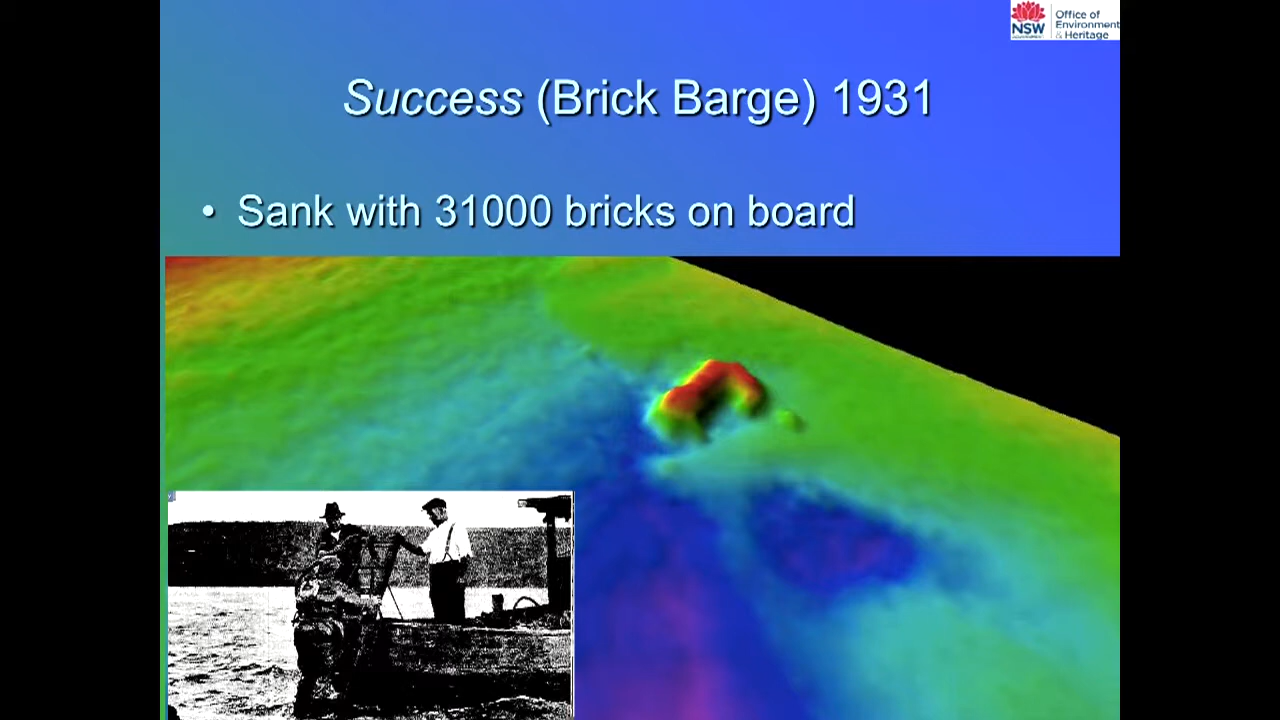 NSW
Office of
Environment
& Heritage
Success (Brick Barge) 1931
• Sank with 31000 bricks on board